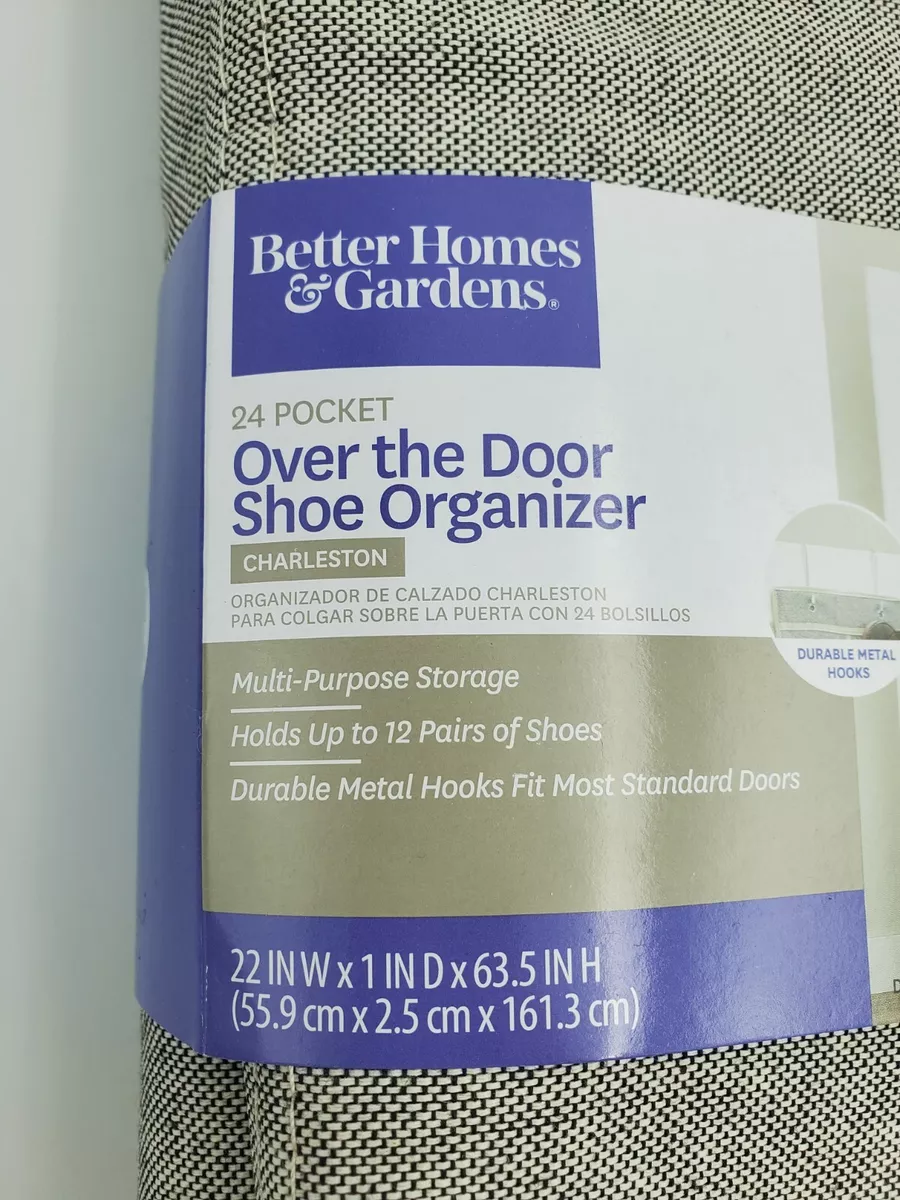 Better Homes
& Gardens®
24 POCKET
Over the Door
Shoe Organizer
CHARLESTON
ORGANIZADOR DE CALZADO CHARLESTON
PARA COLGAR SOBRE LA PUERTA CON 24 BOLSILLOS
Multi-Purpose Storage
Holds Up to 12 Pairs of Shoes
Durable Metal Hooks Fit Most Standard Doors
22 IN W x 1 IN D x 63.5 IN H
(55.9 cm x 2.5 cm x 161.3 cm)
DURABLE METAL
HOOKS